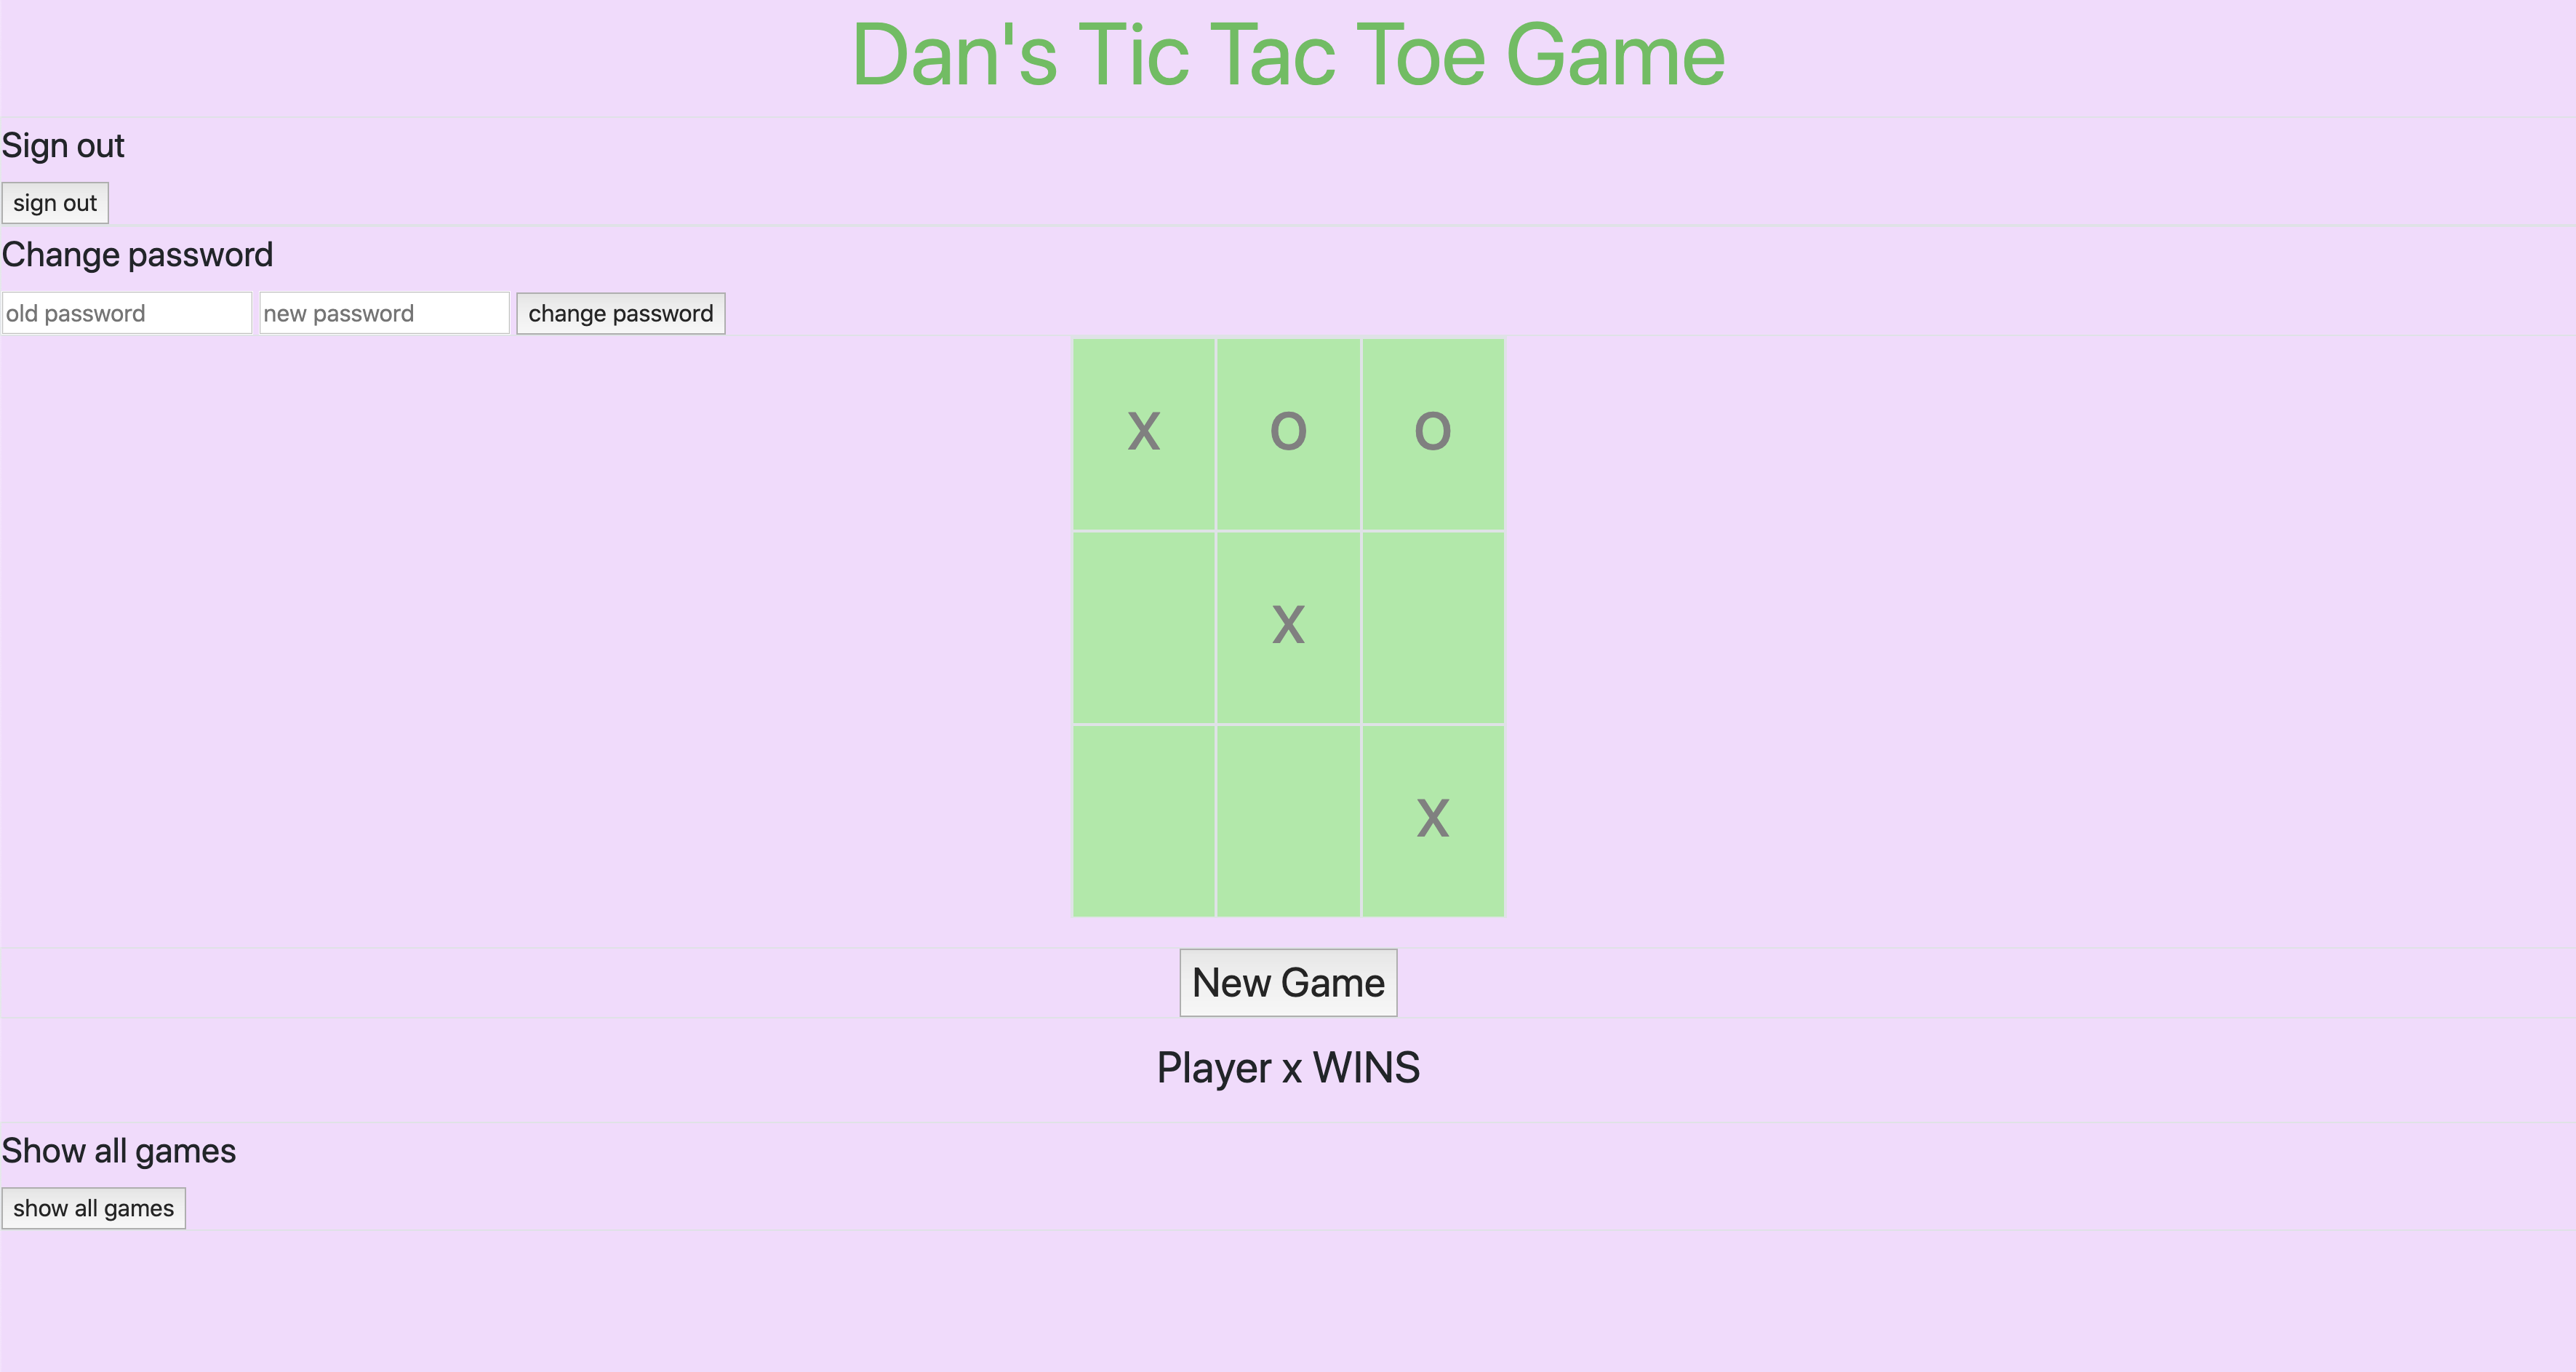 Dan's Tic Tac Toe Game
Sign out
sign out
Change password
old password new password change password
x o o
x
x
New Game
Player x WINS
Show all games
show all games